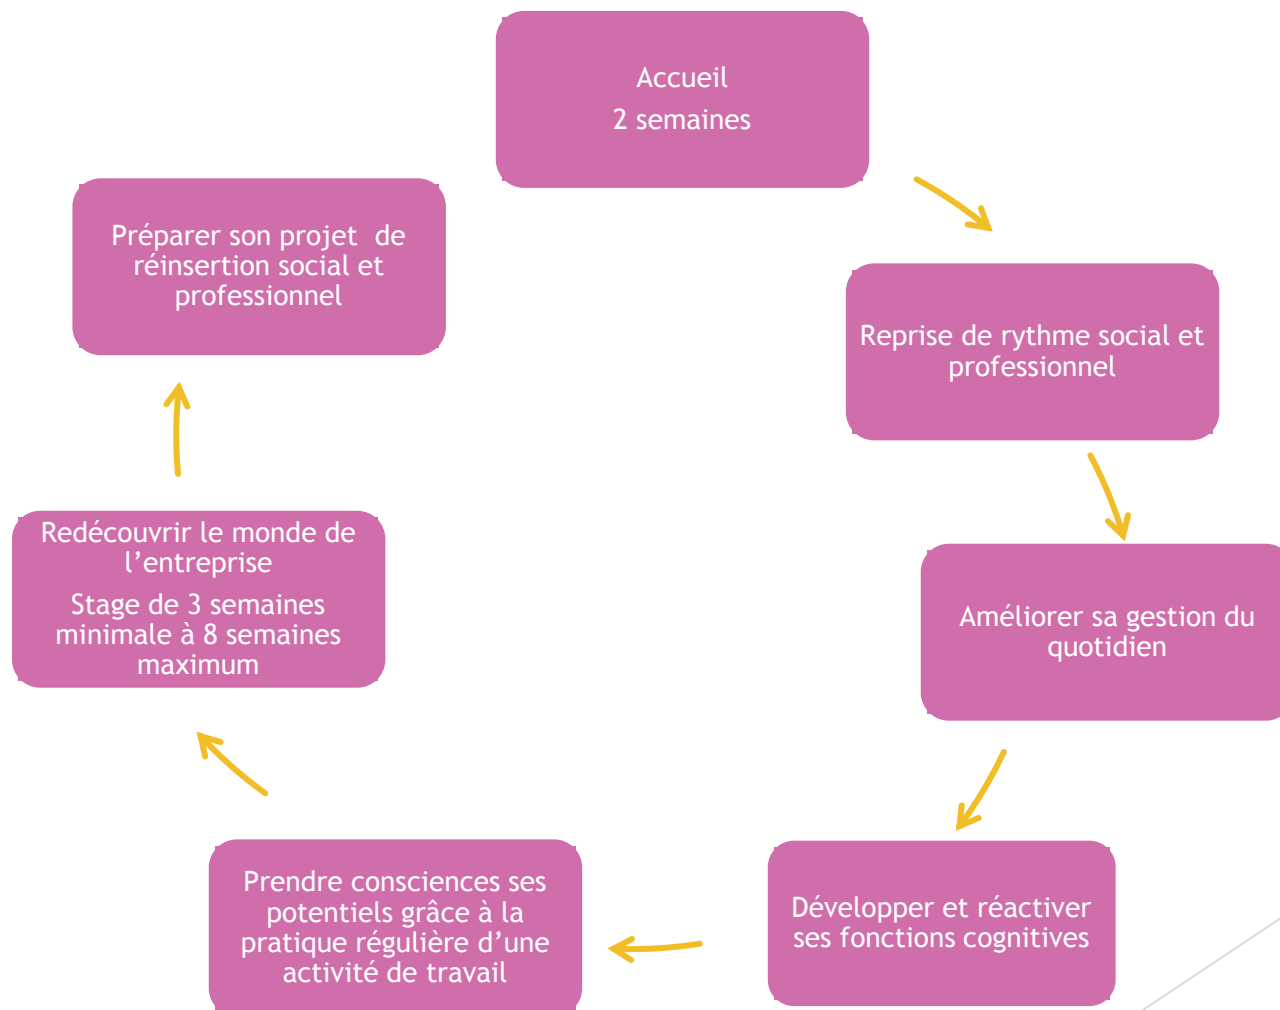 Accueil
2 semaines
Reprise de rythme social et
professionnel
Améliorer sa gestion du
quotidien
Développer et réactiver
ses fonctions cognitives
Prendre consciences ses
potentiels grâce à la
pratique régulière d’une
activité de travail
Redécouvrir le monde de
l’entreprise
Stage de 3 semaines
minimale à 8 semaines
maximum
Préparer son projet  de
réinsertion social et
professionnel